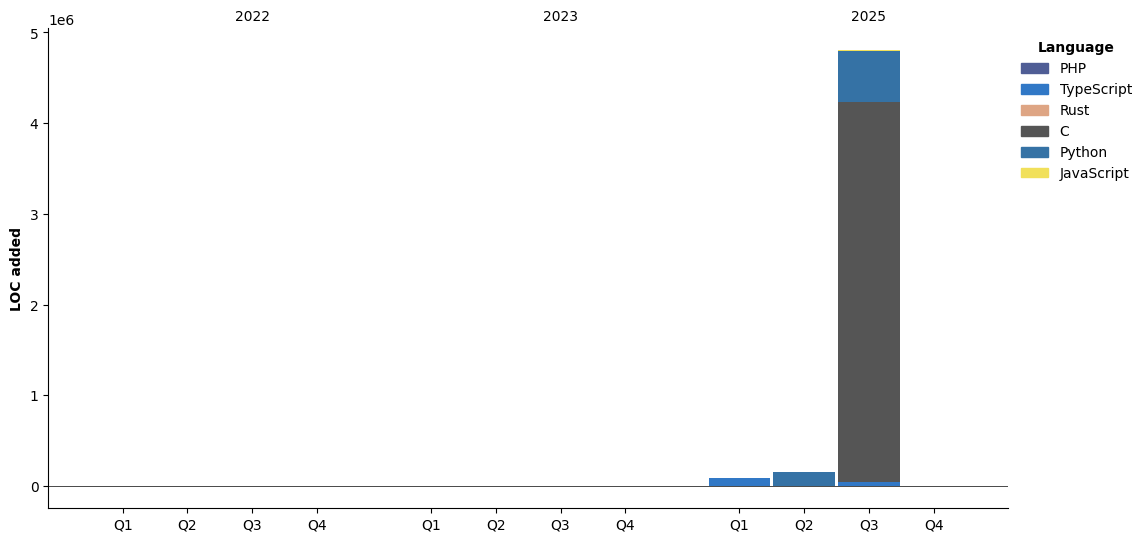 2022 2023 2025
1e6
5
4
3
2
1
0
LOC added
Q1 Q2 Q3 Q4 Q1 Q2 Q3 Q4 Q1 Q2 Q3 Q4
Language
PHP
TypeScript
Rust
C
Python
JavaScript